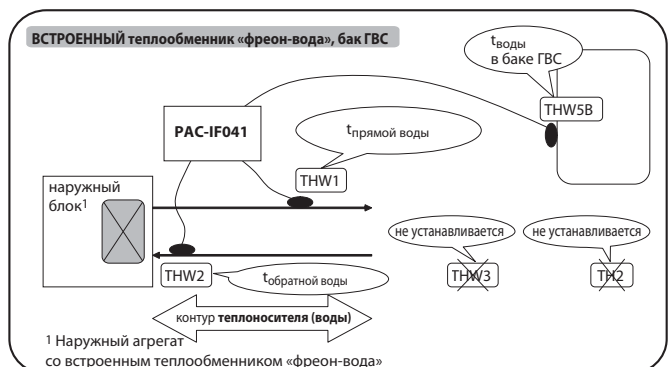 ВСТРОЕННЫЙ теплообменник «фреон-вода», бак ГВС
tводы
в баке ГВС
THW5B
PAC-IF041
tпрямой воды
THW1
наружный
блок¹
не устанавливается
не устанавливается
THW2
tобратной воды
THW3
TH2
контур теплоносителя (воды)
¹ Наружный агрегат
со встроенным теплообменником «фреон-вода»